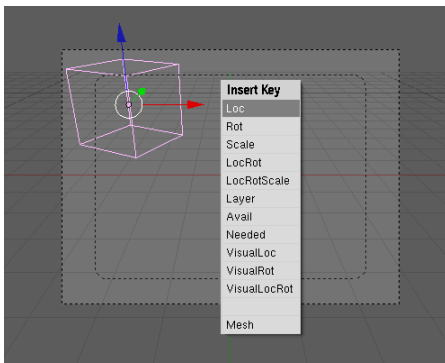 Insert Key
Loc
Rot
Scale
LocRot
LocRotScale
Layer
Avail
Needed
VisualLoc
VisualRot
VisualLocRot
Mesh